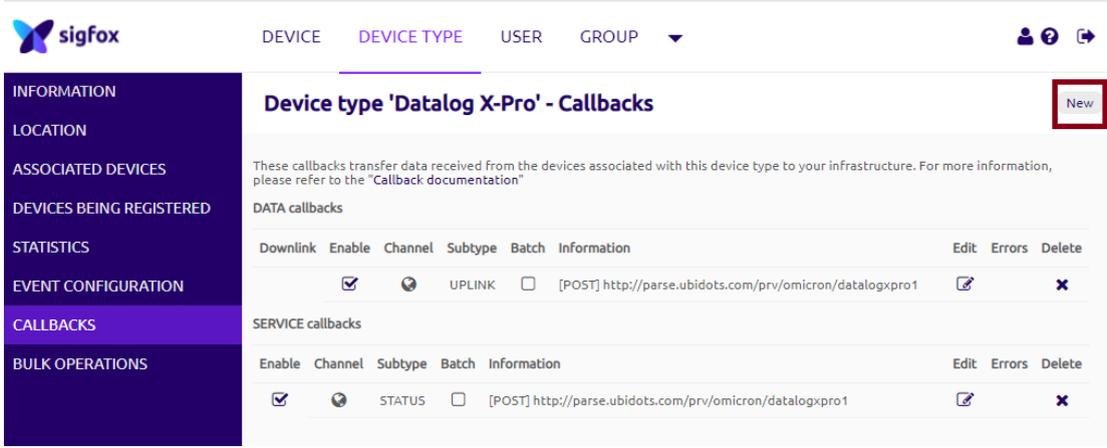 sigfox
DEVICE DEVICE TYPE USER GROUP
INFORMATION
LOCATION
ASSOCIATED DEVICES
DEVICES BEING REGISTERED
STATISTICS
EVENT CONFIGURATION
CALLBACKS
BULK OPERATIONS
Device type 'Datalog X-Pro' - Callbacks
New
These callbacks transfer data received from the devices associated with this device type to your infrastructure. For more information,
please refer to the "Callback documentation"
DATA callbacks
Downlink Enable Channel Subtype Batch Information Edit Errors Delete
UPLINK [POST] http://parse.ubidots.com/prv/omicron/datalogxpro1
SERVICE callbacks
Enable Channel Subtype Batch Information Edit Errors Delete
STATUS [POST] http://parse.ubidots.com/prv/omicron/datalogxpro1